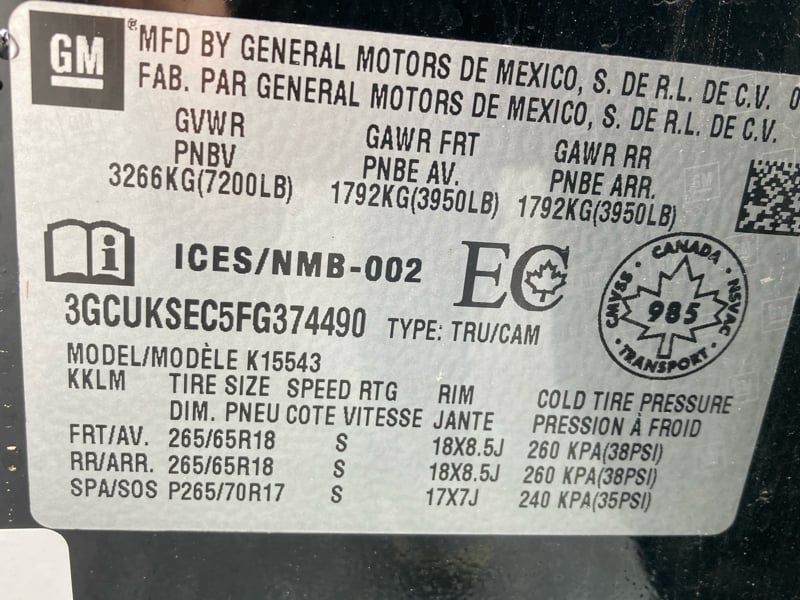 GM
MFD BY GENERAL MOTORS DE MEXICO, S. DE R.L. DE C.V. 0
FAB. PAR GENERAL MOTORS DE MEXICO, S. DE R.L. DE C.V.
GVWR GAWR FRT GAWR RR
PNBV PNBE AV. PNBE ARR.
3266KG(7200LB) 1792KG(3950LB) 1792KG(3950LB)
i ICES/NMB-002 EC
CANADA
CMVSS NSVAC
985
TRANSPORT
3GCUKSEC5FG374490 TYPE: TRU/CAM
MODEL/MODÈLE K15543
KKLM TIRE SIZE SPEED RTG RIM COLD TIRE PRESSURE
DIM. PNEU COTE VITESSE JANTE PRESSION À FROID
FRT/AV. 265/65R18 S 18X8.5J 260 KPA(38PSI)
RR/ARR. 265/65R18 S 18X8.5J 260 KPA(38PSI)
SPA/SOS P265/70R17 S 17X7J 240 KPA(35PSI)